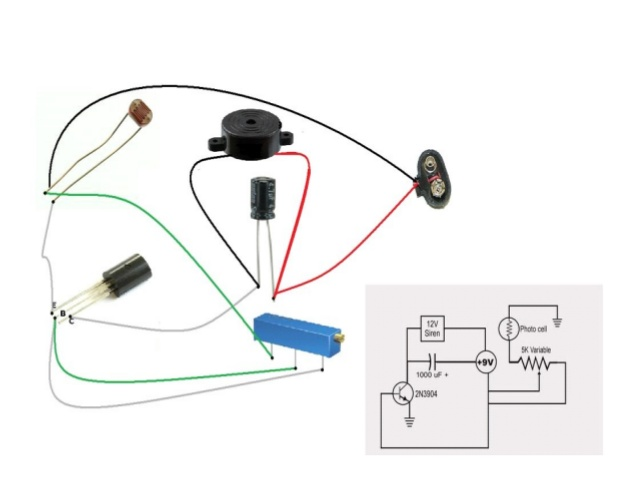 E
B
C
12V
Siren
Photo cell
+9V
5K Variable
1000 uF +
2N3904